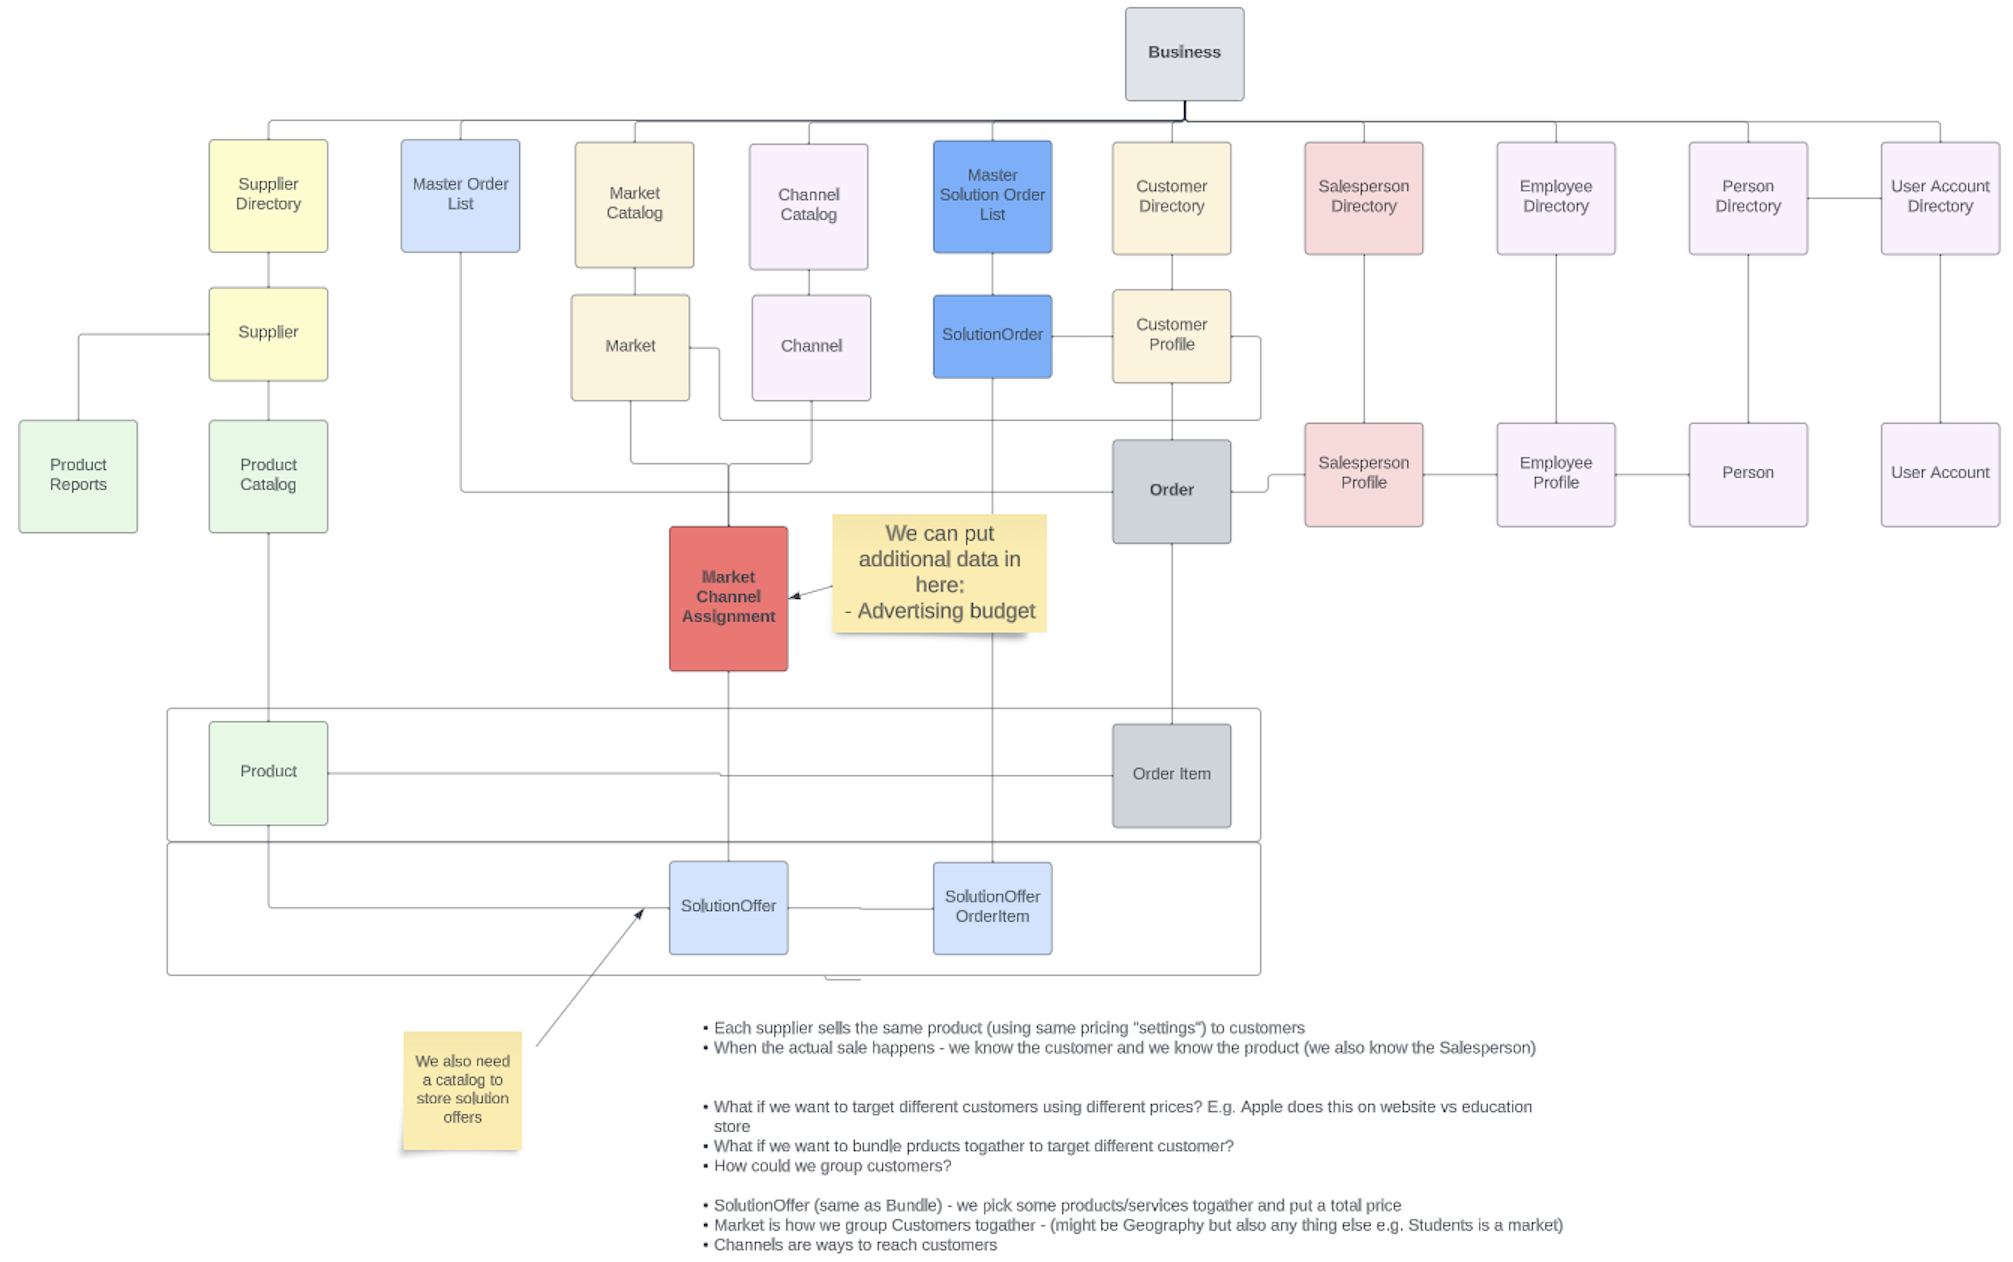 Business
Supplier
Directory
Master Order
List
Market
Catalog
Channel
Catalog
Master
Solution Order
List
Customer
Directory
Salesperson
Directory
Employee
Directory
Person
Directory
User Account
Directory
Supplier
Market
Channel
SolutionOrder
Customer
Profile
Product
Reports
Product
Catalog
Order
Salesperson
Profile
Employee
Profile
Person
User Account
Market
Channel
Assignment
We can put
additional data in
here:
- Advertising budget
Product
Order Item
SolutionOffer
SolutionOffer
OrderItem
We also need
a catalog to
store solution
offers
• Each supplier sells the same product (using same pricing "settings") to customers
• When the actual sale happens - we know the customer and we know the product (we also know the Salesperson)
• What if we want to target different customers using different prices? E.g. Apple does this on website vs education
store
• What if we want to bundle prducts togather to target different customer?
• How could we group customers?
• SolutionOffer (same as Bundle) - we pick some products/services togather and put a total price
• Market is how we group Customers togather - (might be Geography but also any thing else e.g. Students is a market)
• Channels are ways to reach customers